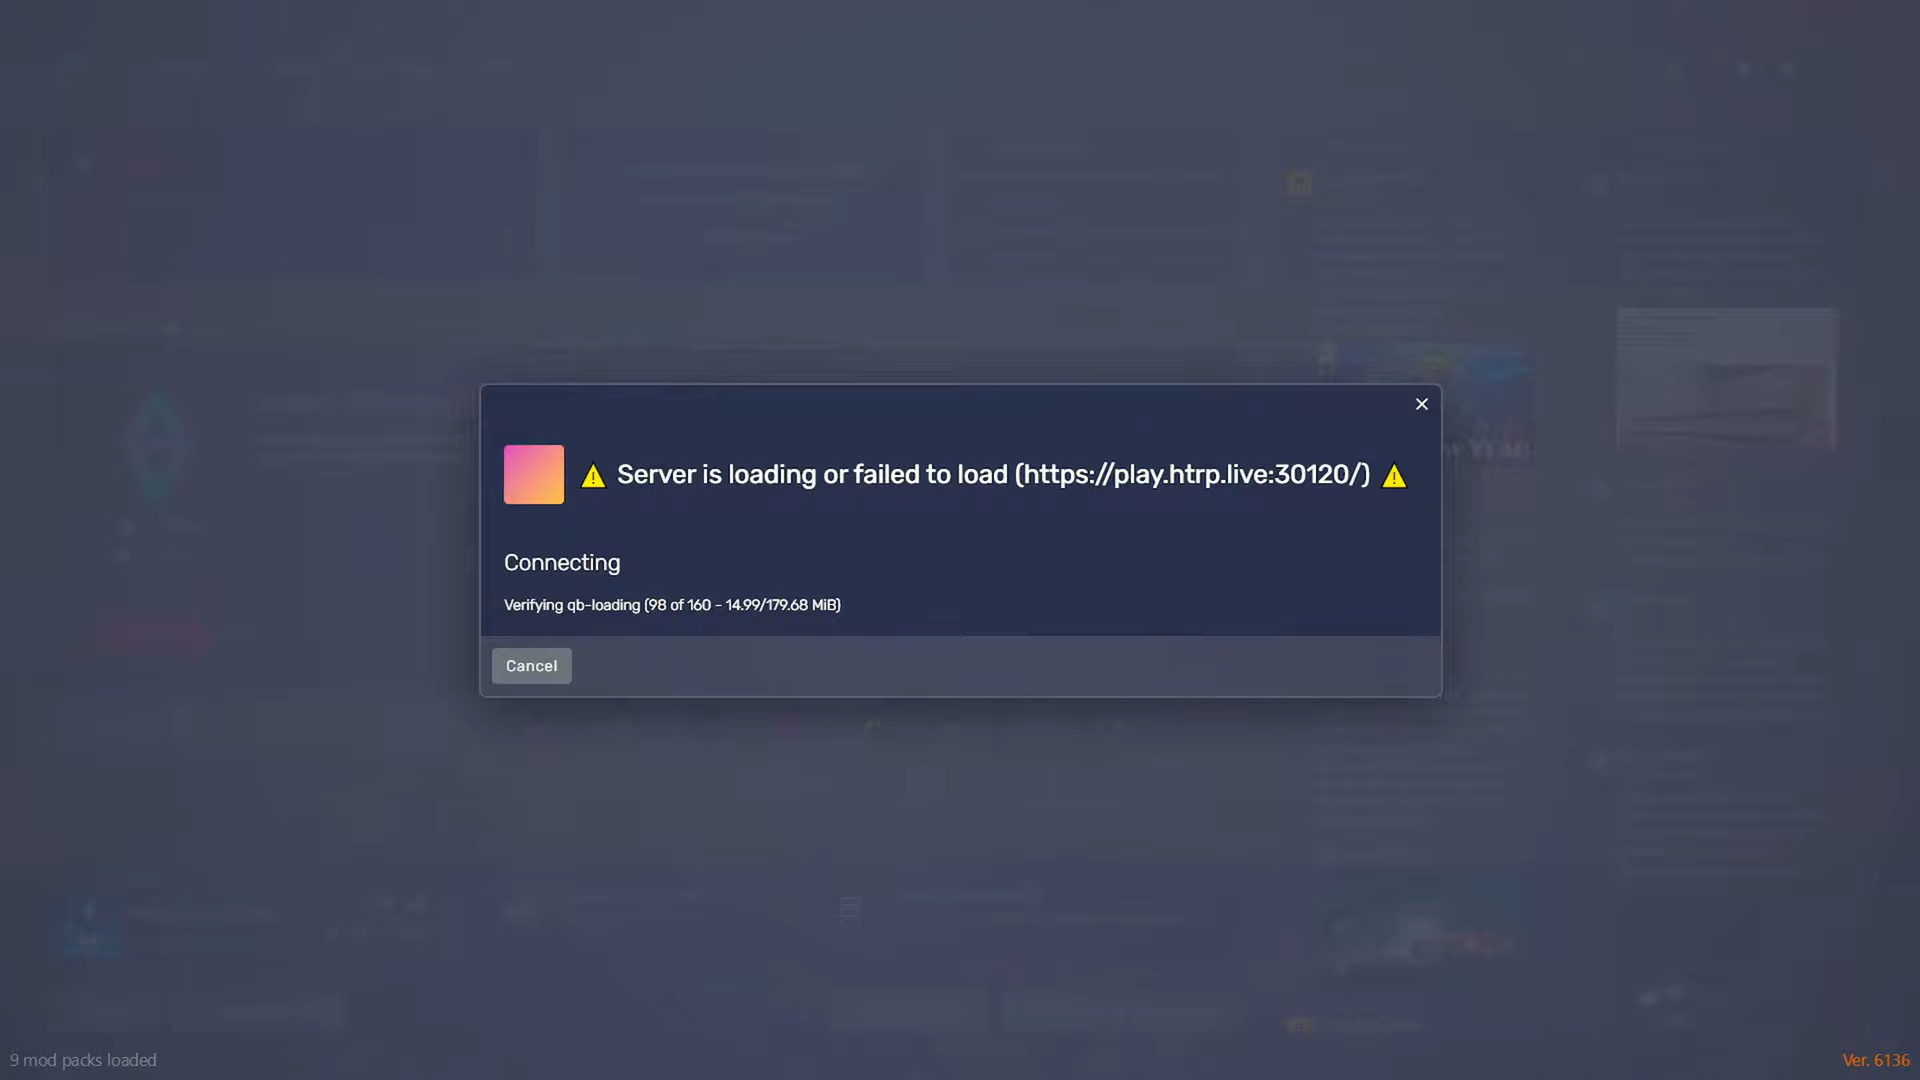 ⚠ Server is loading or failed to load (https://play.htrp.live:30120/) ⚠
Connecting
Verifying qb-loading (98 of 160 - 14.99/179.68 MiB)
Cancel
9 mod packs loaded
Ver. 6136